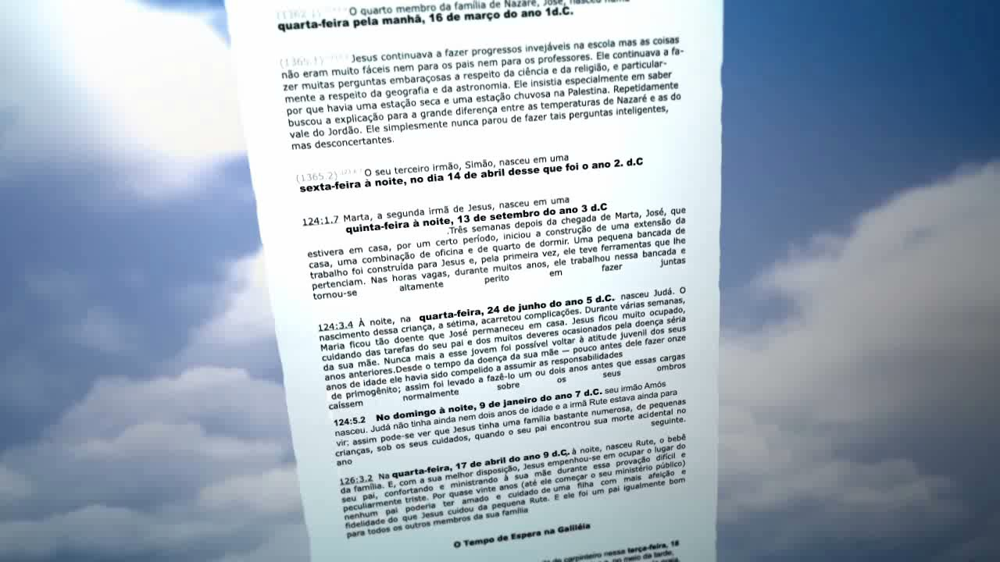 (1362.1) O quarto membro da família de Nazaré, José, nasceu numa
quarta-feira pela manhã, 16 de março do ano 1d.C.
(1365.1) Jesus continuava a fazer progressos invejáveis na escola mas as coisas
não eram muito fáceis nem para os pais nem para os professores. Ele continuava a fa-
zer muitas perguntas embaraçosas a respeito da ciência e da religião, e particular-
mente a respeito da geografia e da astronomia. Ele insistia especialmente em saber
por que havia uma estação seca e uma estação chuvosa na Palestina. Repetidamente
buscou a explicação para a grande diferença entre as temperaturas de Nazaré e as do
vale do Jordão. Ele simplesmente nunca parou de fazer tais perguntas inteligentes,
mas desconcertantes.
(1365.2) O seu terceiro irmão, Simão, nasceu em uma
sexta-feira à noite, no dia 14 de abril desse que foi o ano 2. d.C
124:1.7 Marta, a segunda irmã de Jesus, nasceu em uma
quinta-feira à noite, 13 de setembro do ano 3 d.C
.Três semanas depois da chegada de Marta, José, que
estivera em casa, por um certo período, iniciou a construção de uma extensão da
casa, uma combinação de oficina e de quarto de dormir. Uma pequena bancada de
trabalho foi construída para Jesus e, pela primeira vez, ele teve ferramentas que lhe
pertenciam. Nas horas vagas, durante muitos anos, ele trabalhou nessa bancada e
tornou-se altamente perito em fazer juntas
124:3.4 À noite, na quarta-feira, 24 de junho do ano 5 d.C. nasceu Judá. O
nascimento dessa criança, a sétima, acarretou complicações. Durante várias semanas,
Maria ficou tão doente que José permaneceu em casa. Jesus ficou muito ocupado,
cuidando das tarefas do seu pai e dos muitos deveres ocasionados pela doença séria
da sua mãe. Nunca mais a esse jovem foi possível voltar à atitude juvenil dos seus
anos anteriores.Desde o tempo da doença da sua mãe — pouco antes dele fazer onze
anos de idade ele havia sido compelido a assumir as responsabilidades
de primogênito; assim foi levado a fazê-lo um ou dois anos antes que essas cargas
caíssem normalmente sobre os seus ombros
124:5.2 No domingo à noite, 9 de janeiro do ano 7 d.C. seu irmão Amós
nasceu. Judá não tinha ainda nem dois anos de idade e a irmã Rute estava ainda para
vir; assim pode-se ver que Jesus tinha uma família bastante numerosa, de pequenas
crianças, sob os seus cuidados, quando o seu pai encontrou sua morte acidental no
ano seguinte.
126:3.2 Na quarta-feira, 17 de abril do ano 9 d.C. à noite, nasceu Rute, o bebê
da família. E, com a sua melhor disposição, Jesus empenhou-se em ocupar o lugar do
seu pai, confortando e ministrando à sua mãe durante essa provação difícil e
peculiarmente triste. Por quase vinte anos (até ele começar o seu ministério público)
nenhum pai poderia ter amado e cuidado de uma filha com mais afeição e
fidelidade do que Jesus cuidou da pequena Rute. E ele foi um pai igualmente bom
para todos os outros membros da sua família
O Tempo de Espera na Galiléia
de carpinteiro nessa terça-feira, 18
no meio da tarde,